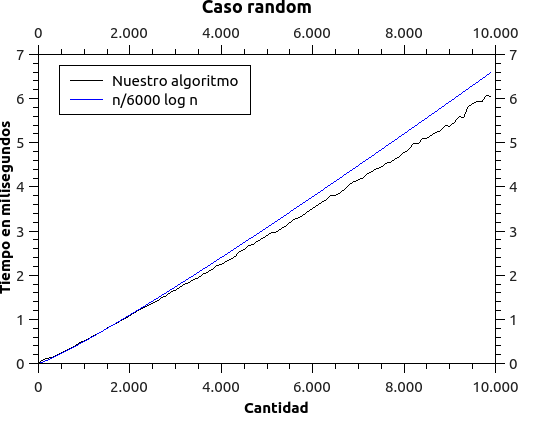 Caso random
0 2.000 4.000 6.000 8.000 10.000
7 7
Nuestro algoritmo
n/6000 log n
6 6
5 5
4 4
3 3
2 2
1 1
0 0
Tiempo en milisegundos
0 2.000 4.000 6.000 8.000 10.000
Cantidad